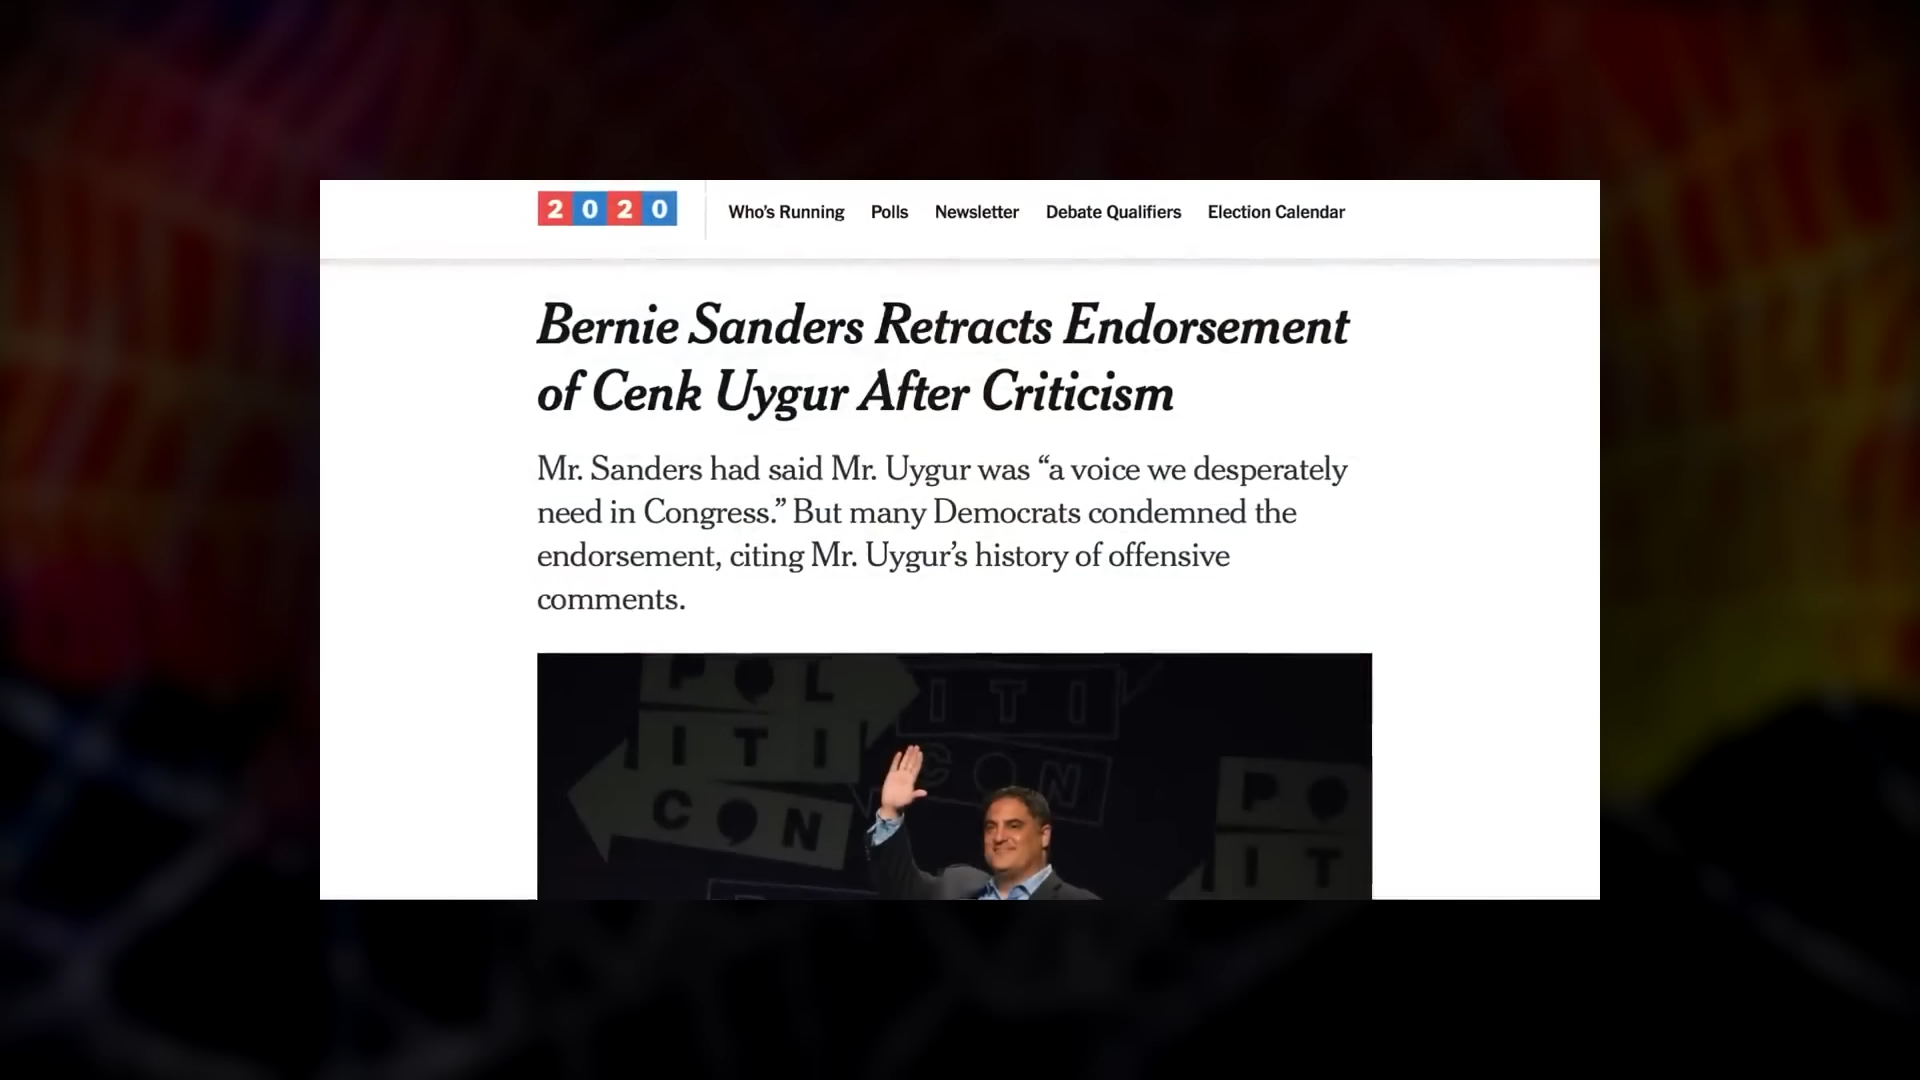 2020
Who's Running Polls Newsletter Debate Qualifiers Election Calendar
Bernie Sanders Retracts Endorsement
of Cenk Uygur After Criticism
Mr. Sanders had said Mr. Uygur was “a voice we desperately
need in Congress.” But many Democrats condemned the
endorsement, citing Mr. Uygur’s history of offensive
comments.
POL
ITI
ITI
CON
CON
PO
IT